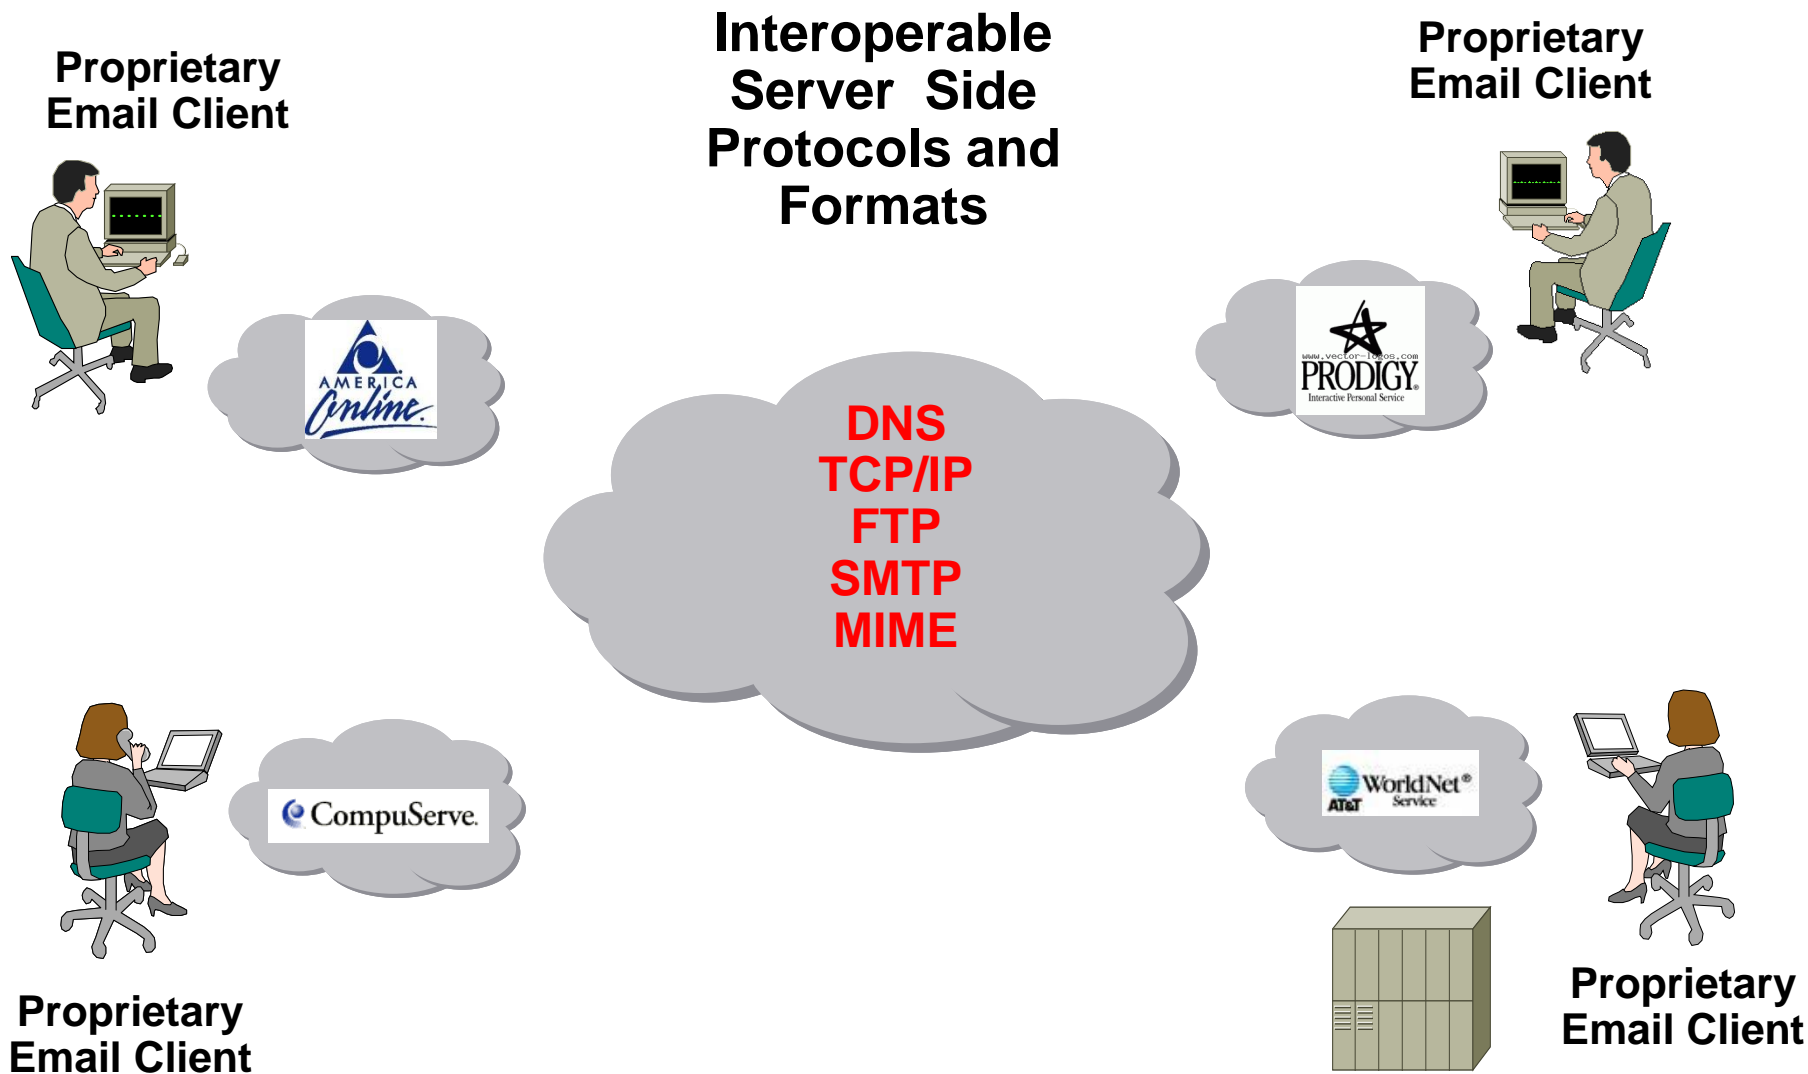 Interoperable
Server  Side
Protocols and
Formats
Proprietary
Email Client
Proprietary
Email Client
AMERICA
Online.
www.vector-logos.com
PRODIGY®
Interactive Personal Service
DNS
TCP/IP
FTP
SMTP
MIME
CompuServe.
AT&T
WorldNet®
Service
Proprietary
Email Client
Proprietary
Email Client